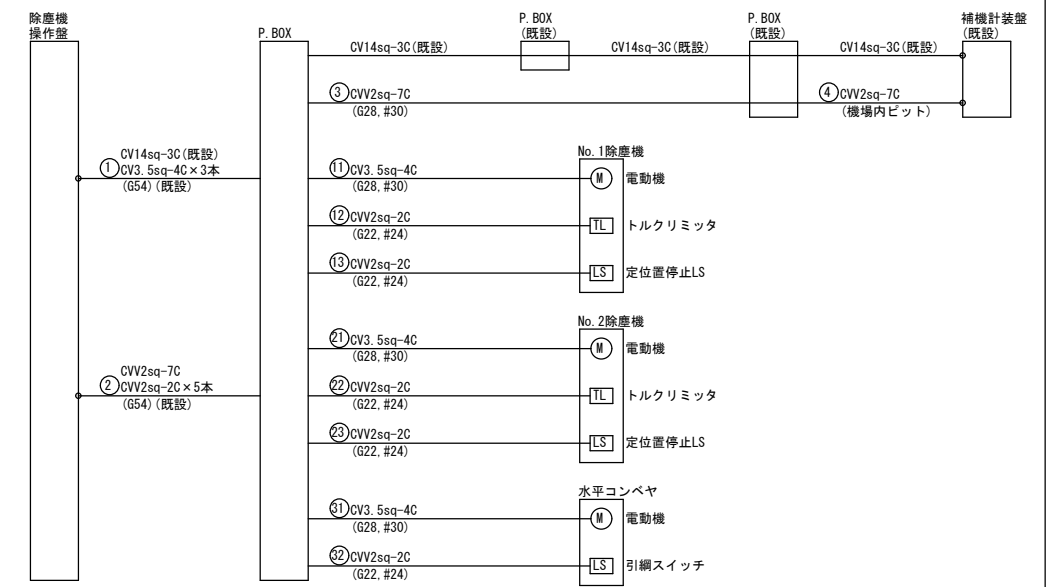 除塵機
操作盤
P.BOX
P.BOX
(既設)
P.BOX
(既設)
補機計装盤
(既設)
CV14sq-3C(既設)
CV14sq-3C(既設)
CV14sq-3C(既設)
③CVV2sq-7C
(G28,#30)
④CVV2sq-7C
(機場内ピット)
CV14sq-3C(既設)
①CV3.5sq-4C×3本
(G54)(既設)
No.1除塵機
⑪CV3.5sq-4C
(G28,#30)
M 電動機
⑫CVV2sq-2C
(G22,#24)
TL トルクリミッタ
⑬CVV2sq-2C
(G22,#24)
LS 定位置停止LS
No.2除塵機
㉑CV3.5sq-4C
(G28,#30)
M 電動機
CVV2sq-7C
②CVV2sq-2C×5本
(G54)(既設)
㉒CVV2sq-2C
(G22,#24)
TL トルクリミッタ
㉓CVV2sq-2C
(G22,#24)
LS 定位置停止LS
水平コンベヤ
㉛CV3.5sq-4C
(G28,#30)
M 電動機
㉜CVV2sq-2C
(G22,#24)
LS 引綱スイッチ